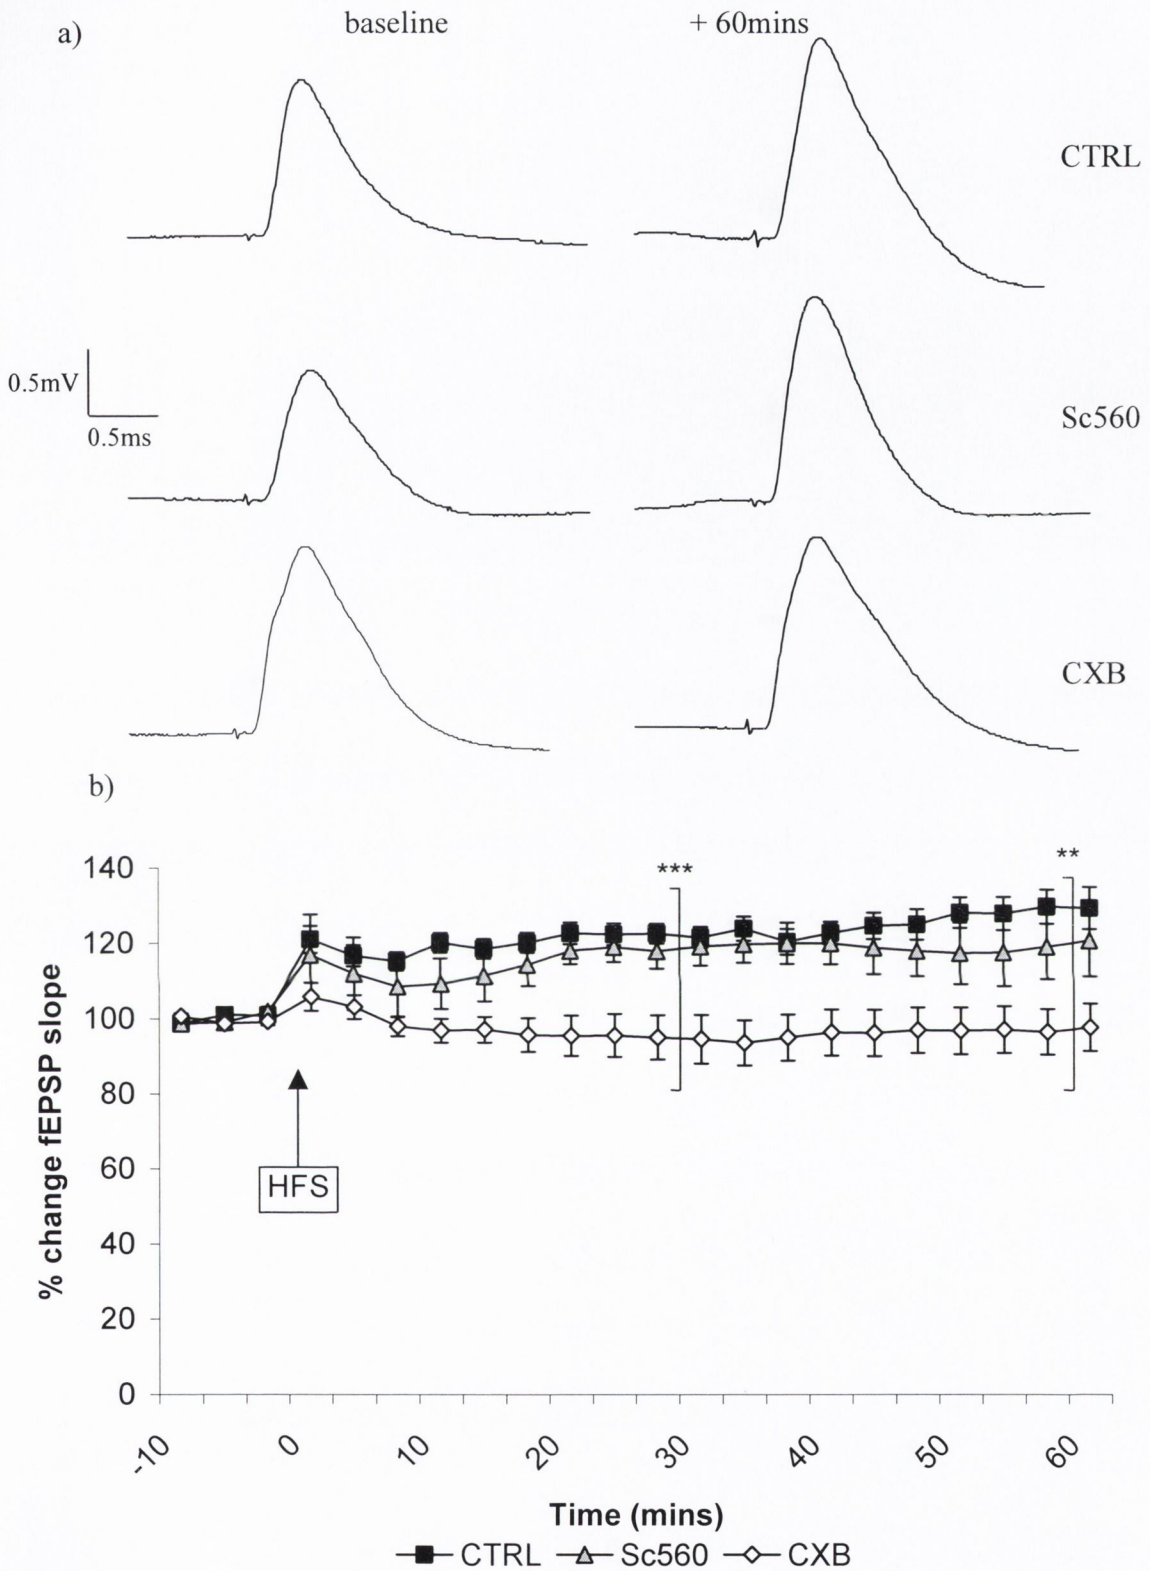 a)
baseline
+ 60mins
CTRL
0.5mV
0.5ms
Sc560
CXB
b)
% change fEPSP slope
140
120
100
80
60
40
20
0
***
**
HFS
-10
0
10
20
30
40
50
60
Time (mins)
CTRL
Sc560
CXB